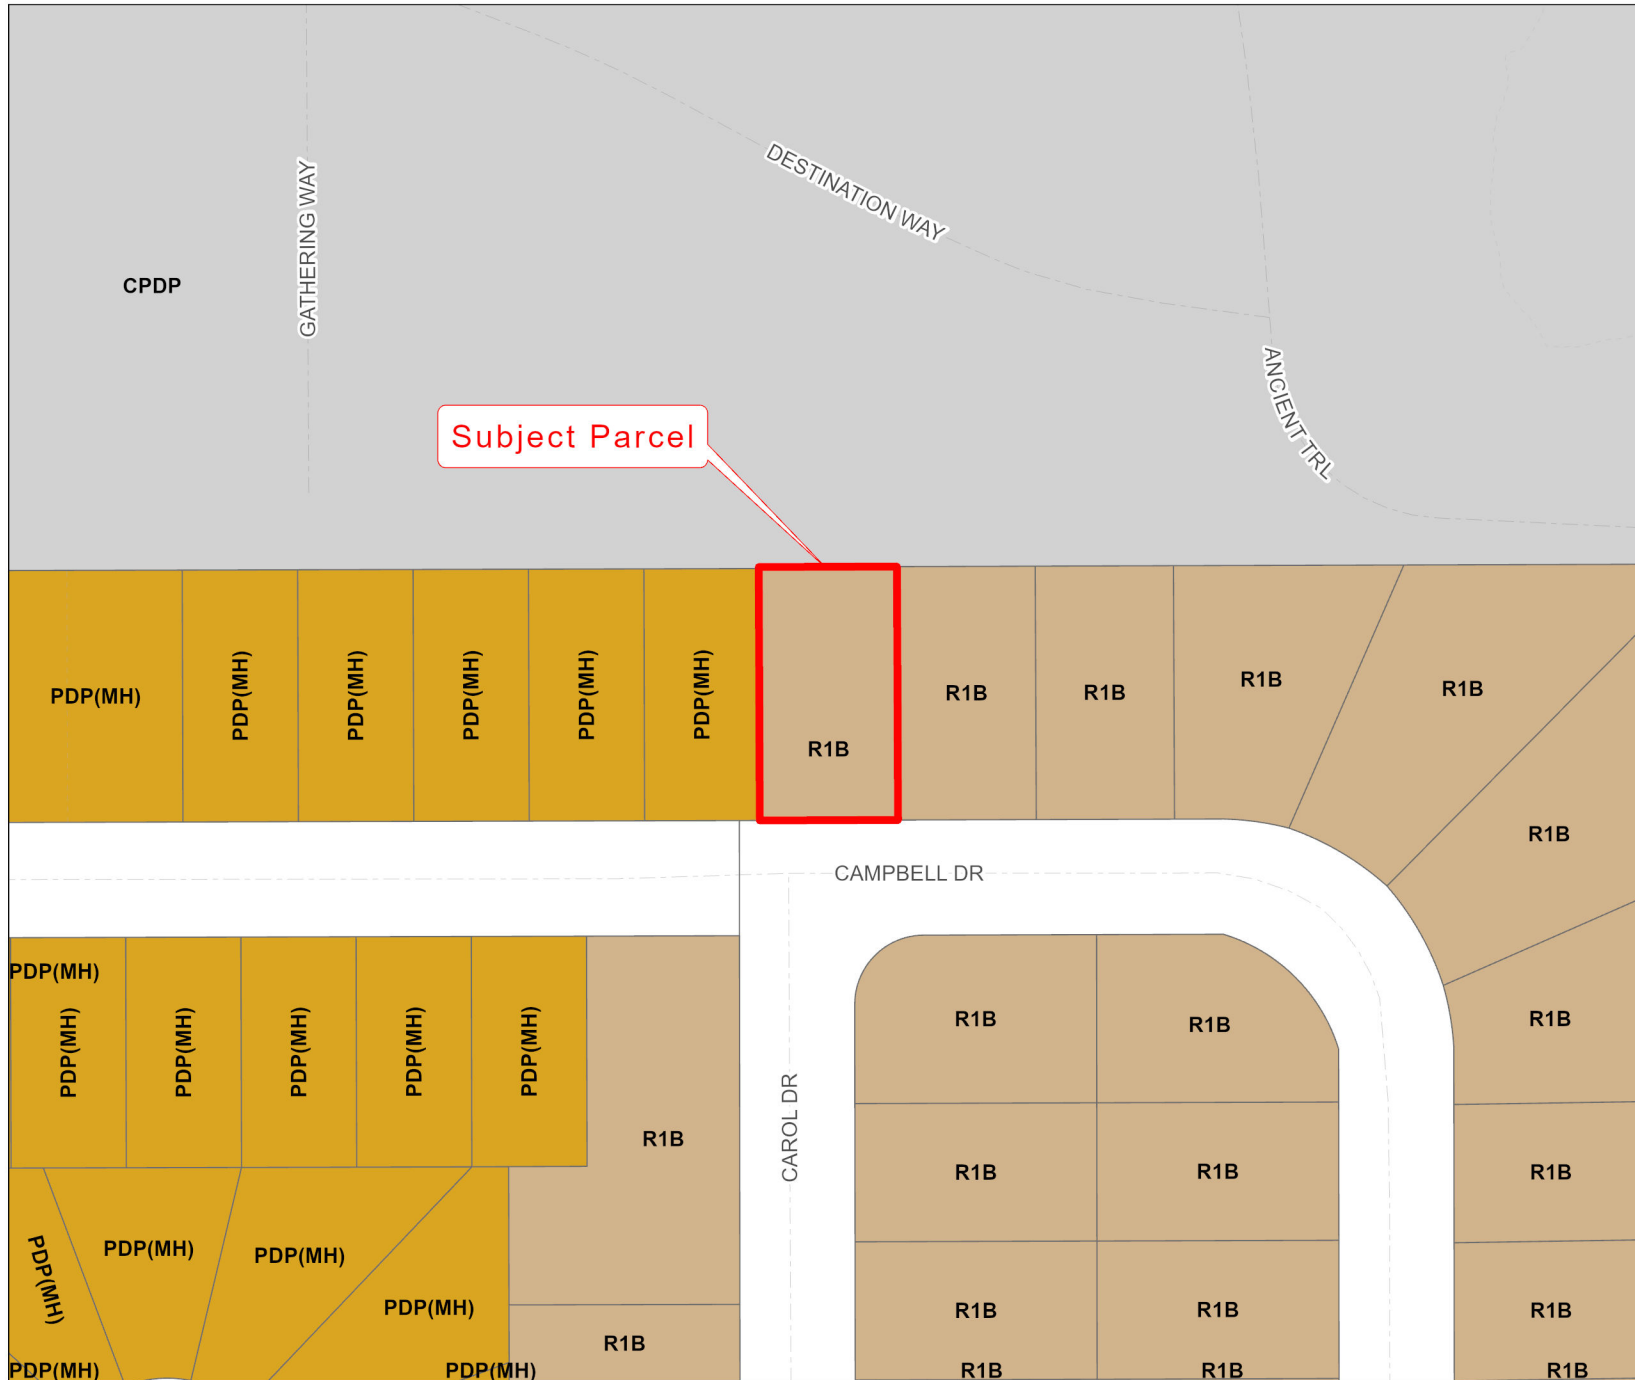 DESTINATION WAY
GATHERING WAY
CPDP
ANCIENT TRL
Subject Parcel
PDP(MH)
PDP(MH)
PDP(MH)
PDP(MH)
PDP(MH)
PDP(MH)
R1B
R1B
R1B
R1B
R1B
R1B
CAMPBELL DR
PDP(MH)
PDP(MH)
PDP(MH)
PDP(MH)
PDP(MH)
PDP(MH)
R1B
CAROL DR
R1B
R1B
R1B
R1B
R1B
R1B
PDP(MH)
PDP(MH)
PDP(MH)
PDP(MH)
R1B
R1B
R1B
R1B
PDP(MH)
PDP(MH)
R1B
R1B
R1B